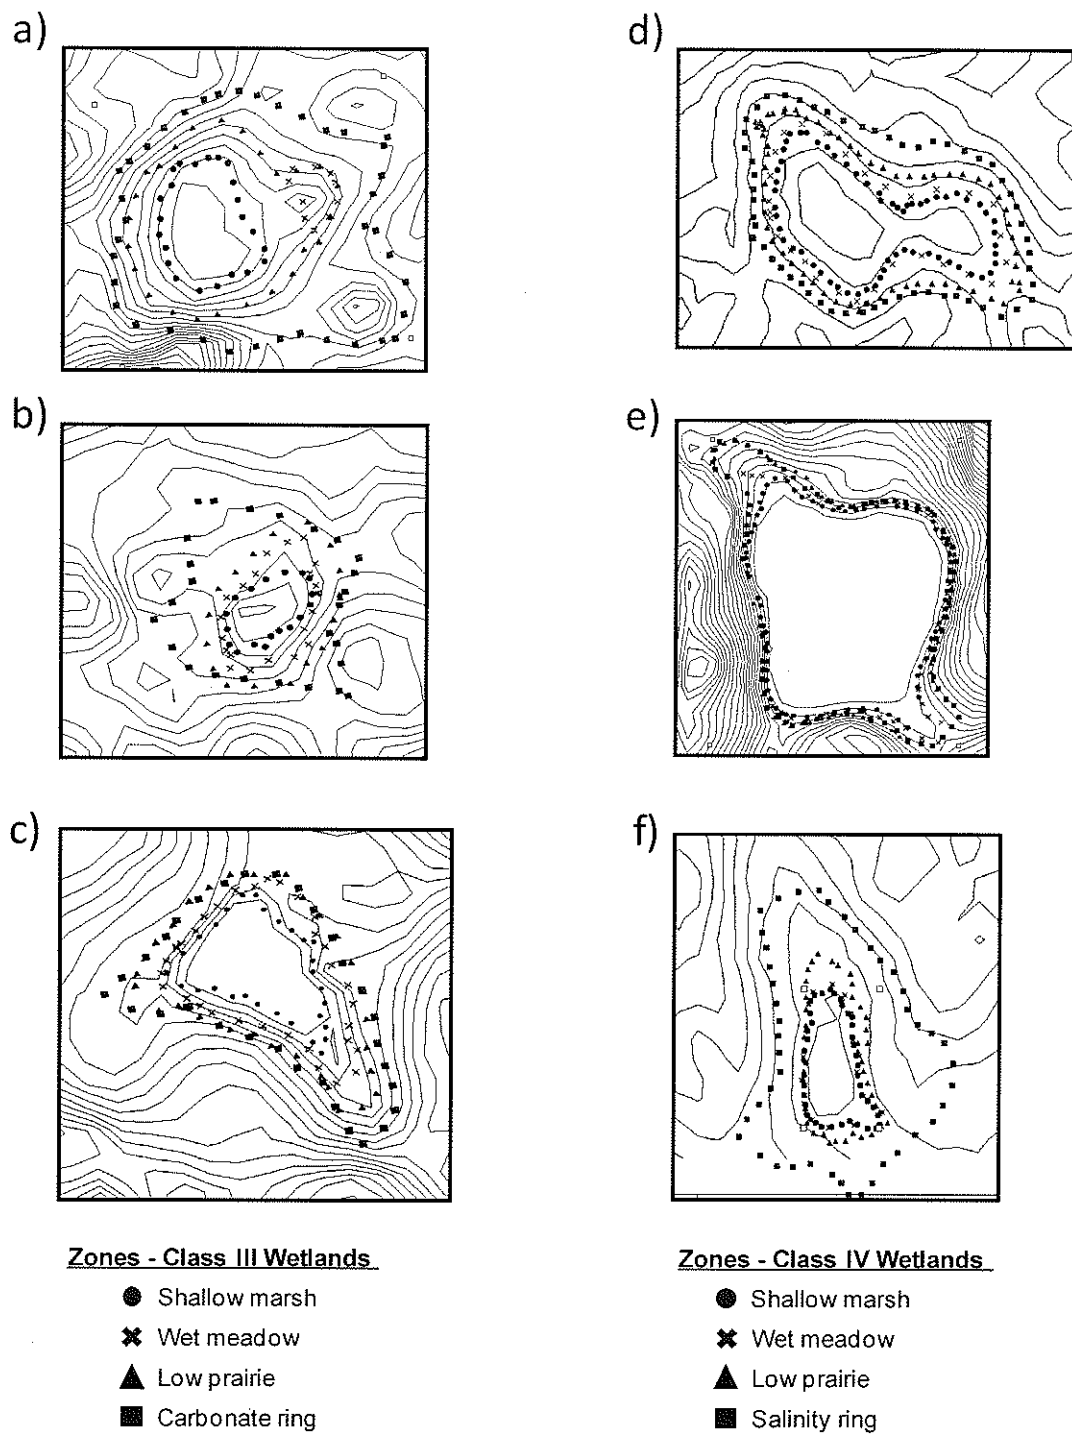 a)
b)
c)
Zones - Class III Wetlands
Shallow marsh
Wet meadow
Low prairie
Carbonate ring
d)
e)
f)
Zones - Class IV Wetlands
Shallow marsh
Wet meadow
Low prairie
Salinity ring